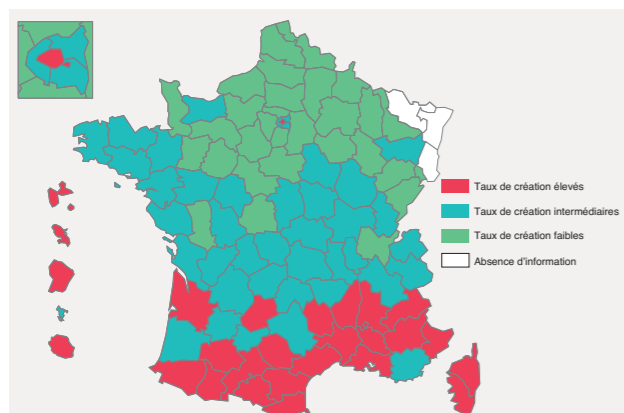 Taux de création élevés
Taux de création intermédiaires
Taux de création faibles
Absence d'information